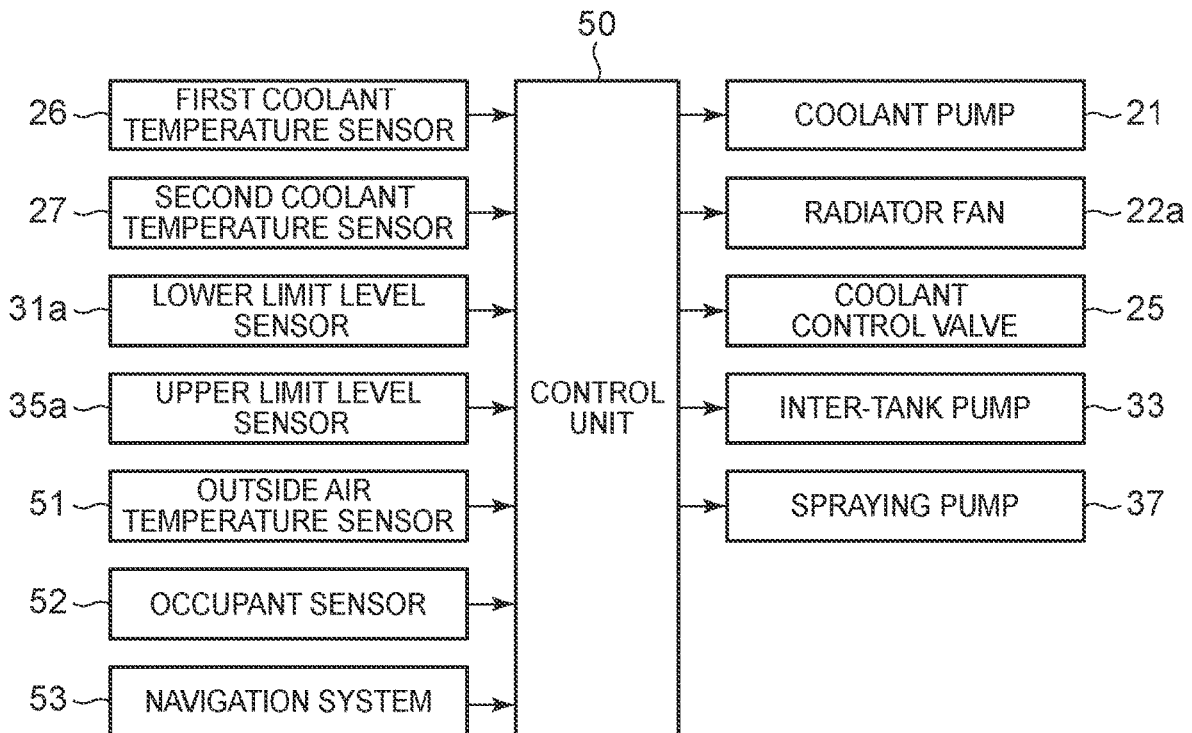 50
26
FIRST COOLANT
TEMPERATURE SENSOR
27
SECOND COOLANT
TEMPERATURE SENSOR
31a
LOWER LIMIT LEVEL
SENSOR
35a
UPPER LIMIT LEVEL
SENSOR
51
OUTSIDE AIR
TEMPERATURE SENSOR
52
OCCUPANT SENSOR
53
NAVIGATION SYSTEM
CONTROL
UNIT
COOLANT PUMP
21
RADIATOR FAN
22a
COOLANT
CONTROL VALVE
25
INTER-TANK PUMP
33
SPRAYING PUMP
37